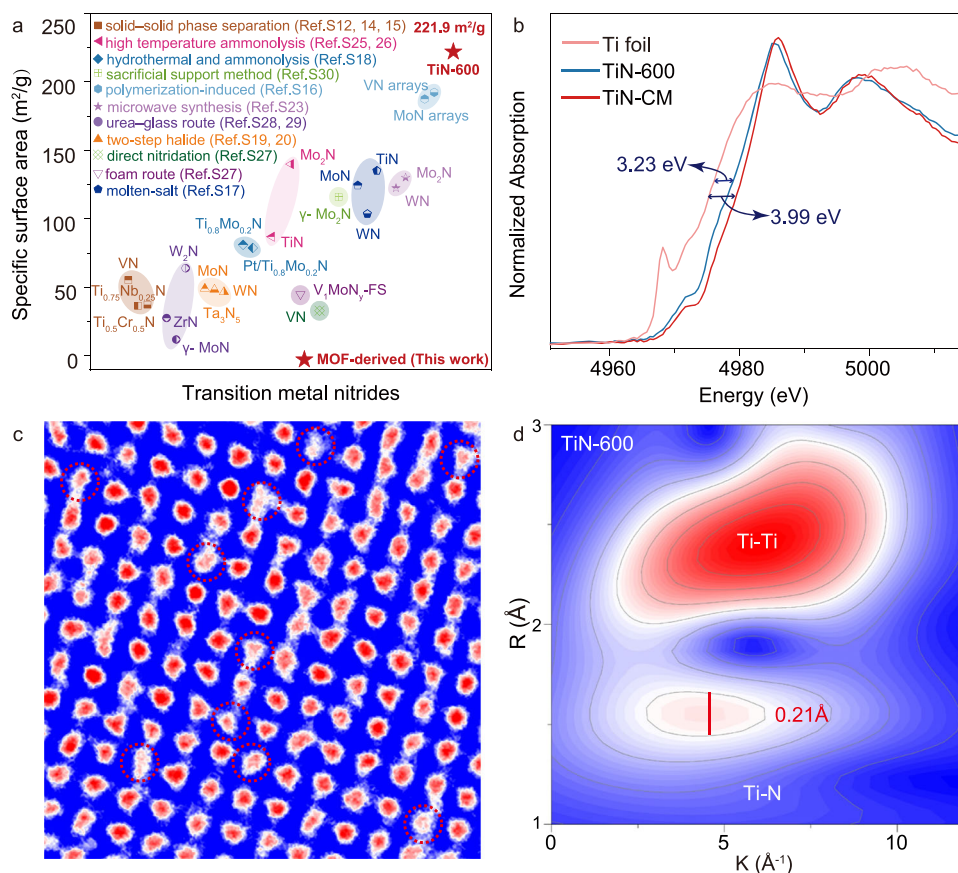 a
250
200
150
100
50
0
Specific surface area (m²/g)
Transition metal nitrides
solid–solid phase separation (Ref.S12, 14, 15)
high temperature ammonolysis (Ref.S25, 26)
hydrothermal and ammonolysis (Ref.S18)
sacrificial support method (Ref.S30)
polymerization-induced (Ref.S16)
microwave synthesis (Ref.S23)
urea–glass route (Ref.S28, 29)
two-step halide (Ref.S19, 20)
direct nitridation (Ref.S27)
foam route (Ref.S27)
molten-salt (Ref.S17)
221.9 m²/g
TiN-600
VN arrays
MoN arrays
Mo₂N
TiN
MoN
Mo₂N
WN
γ- Mo₂N
WN
Ti₀.₈Mo₀.₂N
TiN
Pt/Ti₀.₈Mo₀.₂N
W₂N
VN
MoN
Ti₀.₇₅Nb₀.₂₅N
WN
V₁MoNᵧ-FS
Ti₀.₅Cr₀.₅N
ZrN
Ta₃N₅
VN
γ- MoN
MOF-derived (This work)
b
Ti foil
TiN-600
TiN-CM
3.23 eV
3.99 eV
Normalized Absorption
4960
4980
5000
Energy (eV)
c
d
TiN-600
3
2
1
R (Å)
Ti-Ti
0.21Å
Ti-N
0
5
10
K (Å⁻¹)